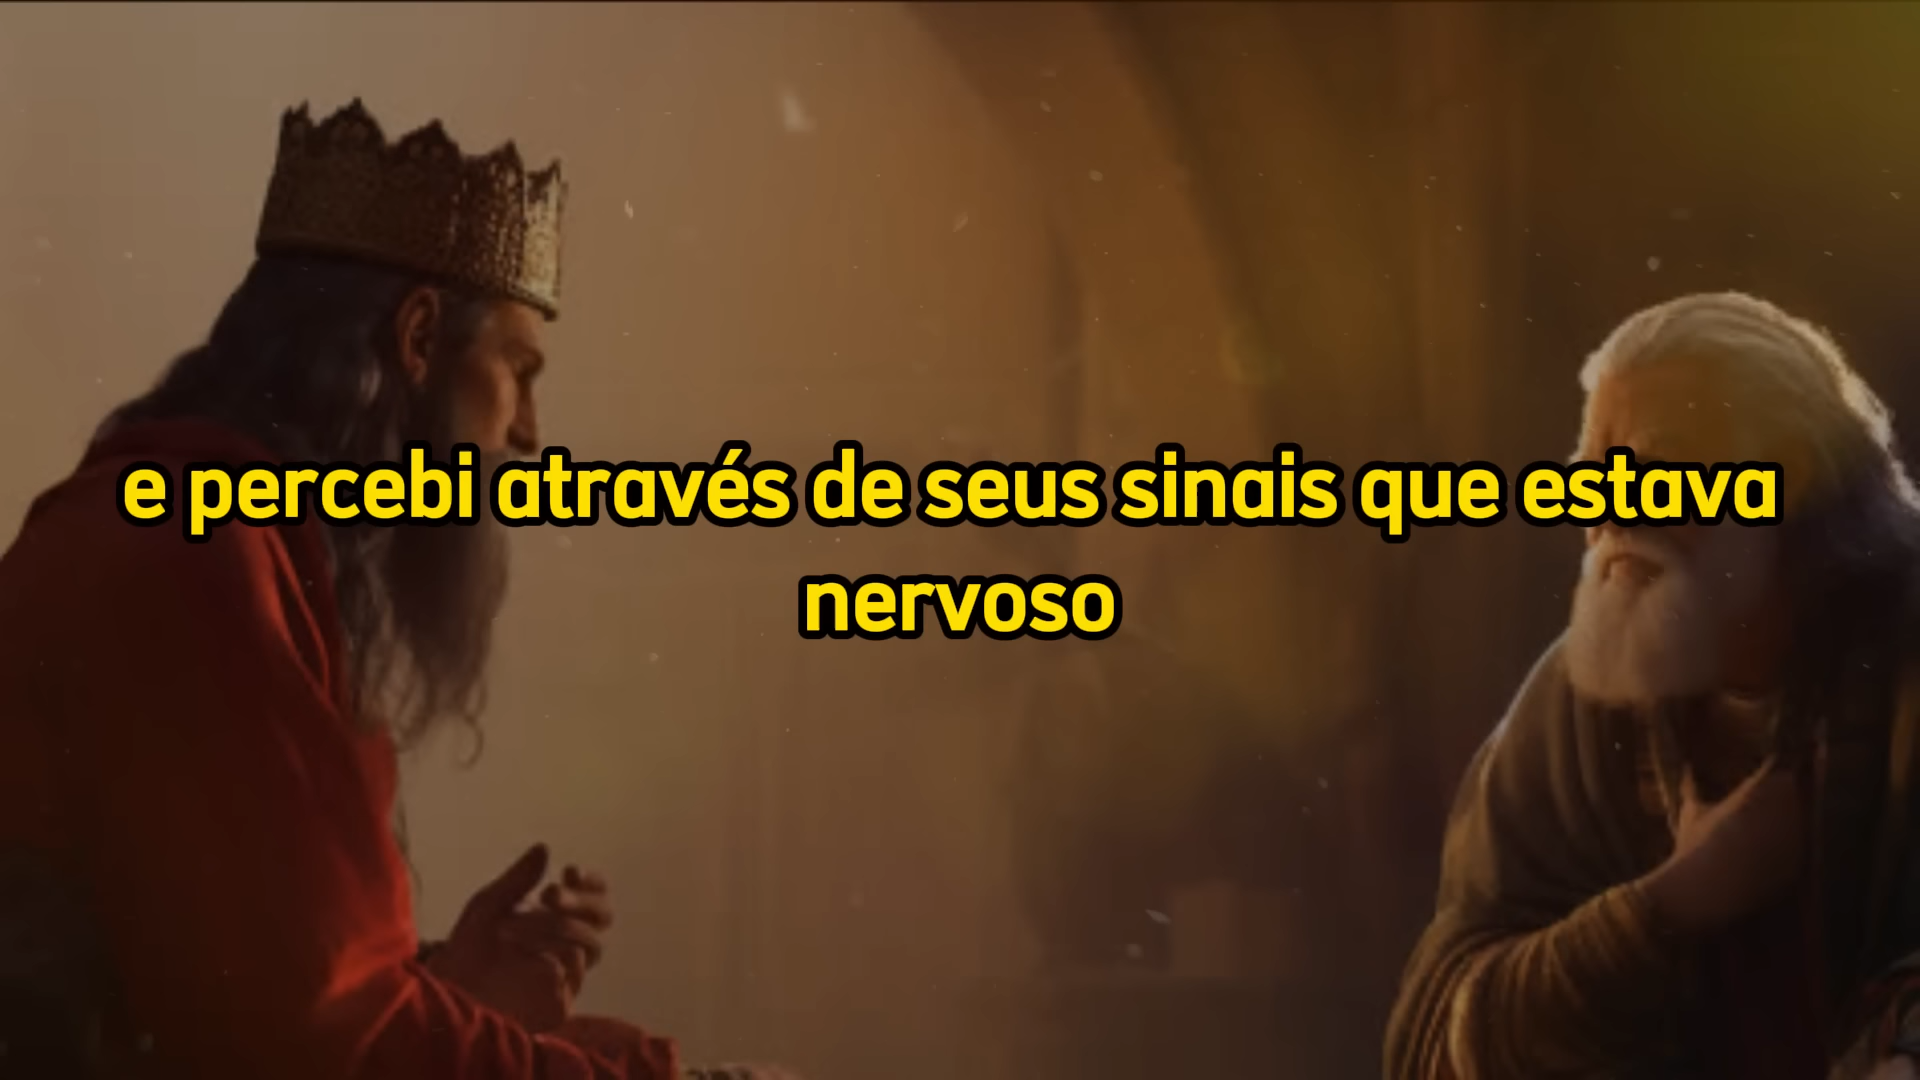 e percebi através de seus sinais que estava
nervoso